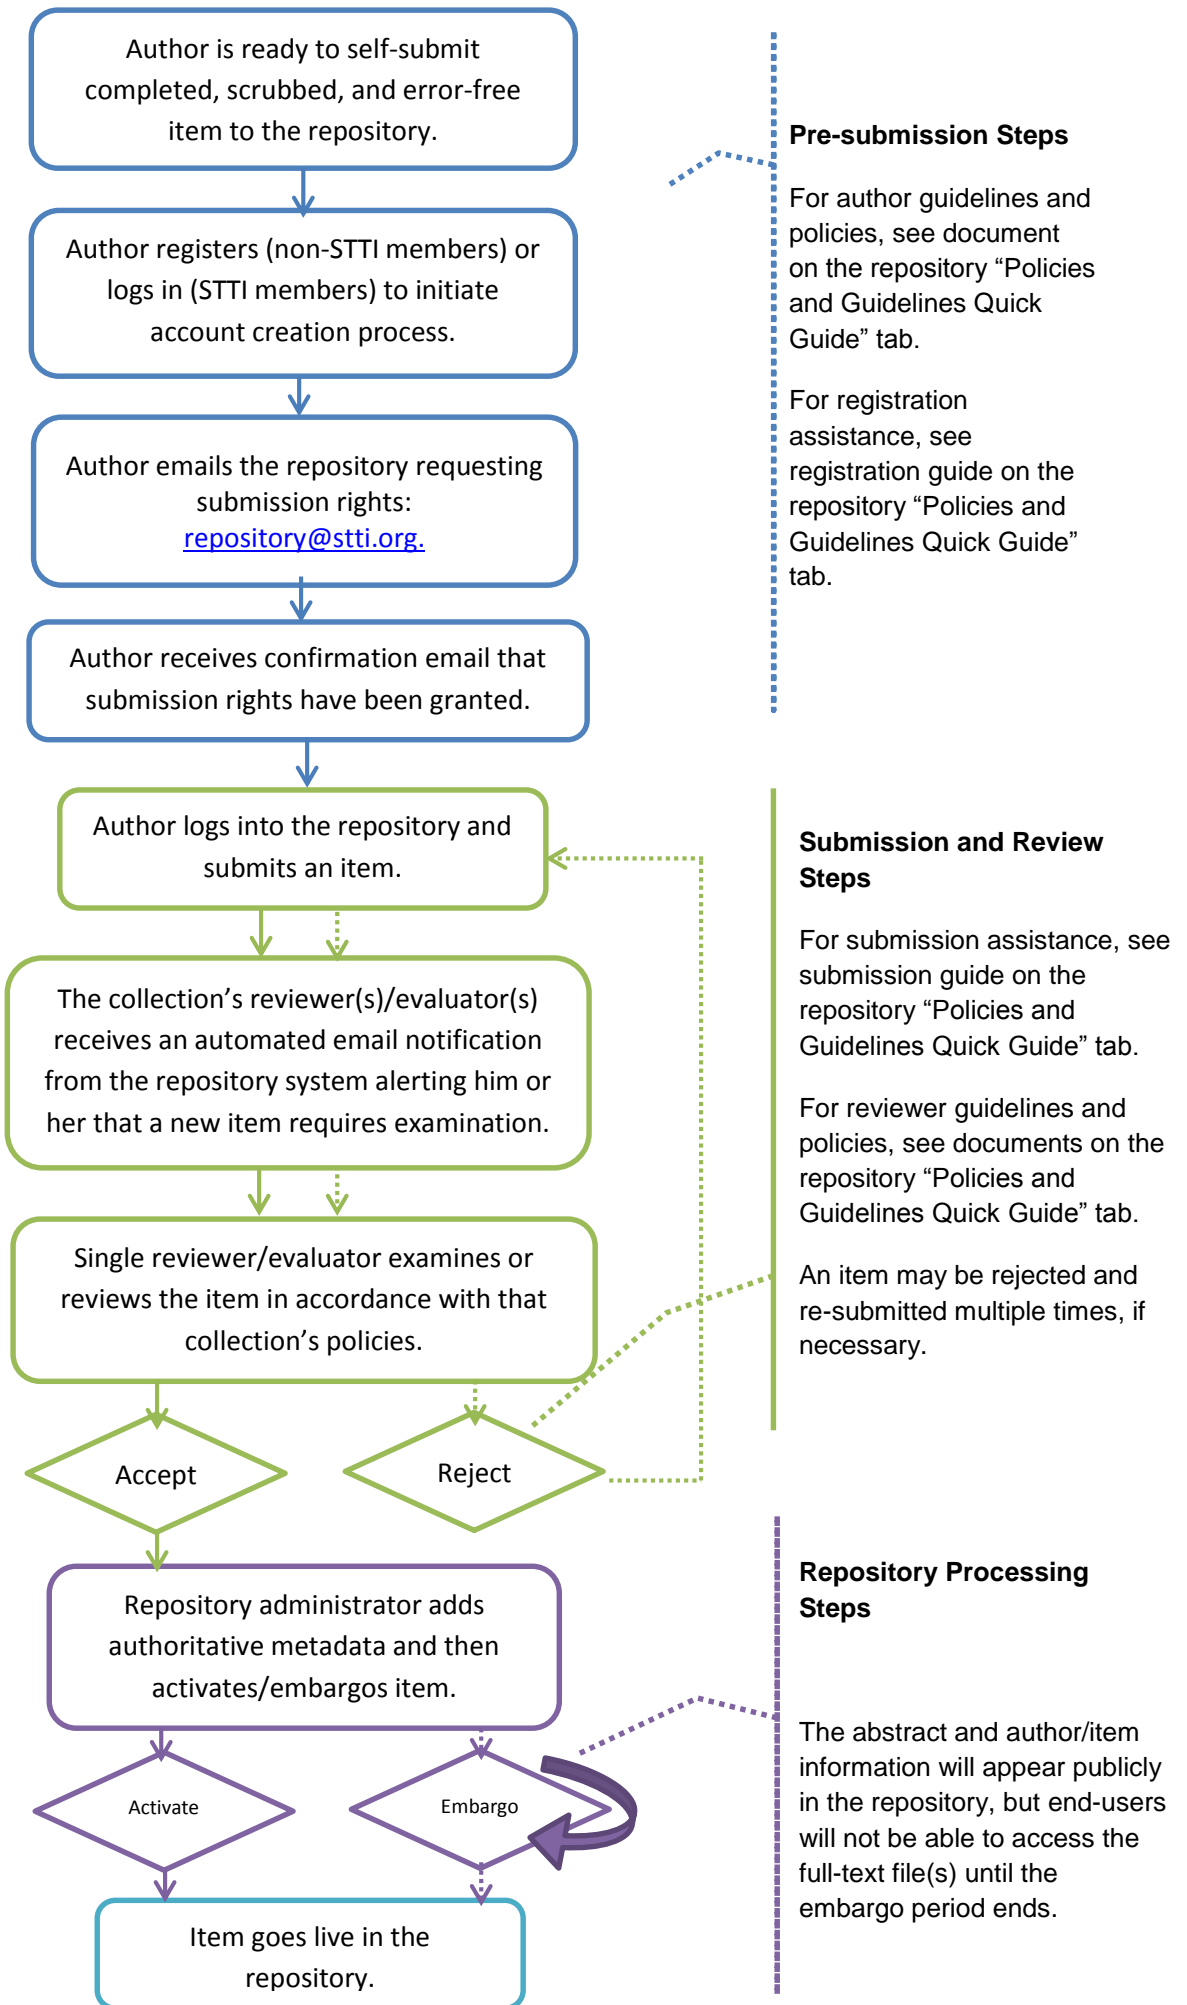 Author is ready to self-submit
completed, scrubbed, and error-free
item to the repository.
Author registers (non-STTI members) or
logs in (STTI members) to initiate
account creation process.
Author emails the repository requesting
submission rights:
repository@stti.org.
Author receives confirmation email that
submission rights have been granted.
Pre-submission Steps
For author guidelines and
policies, see document
on the repository “Policies
and Guidelines Quick
Guide” tab.
For registration
assistance, see
registration guide on the
repository “Policies and
Guidelines Quick Guide”
tab.
Author logs into the repository and
submits an item.
The collection’s reviewer(s)/evaluator(s)
receives an automated email notification
from the repository system alerting him or
her that a new item requires examination.
Single reviewer/evaluator examines or
reviews the item in accordance with that
collection’s policies.
Accept
Reject
Submission and Review
Steps
For submission assistance, see
submission guide on the
repository “Policies and
Guidelines Quick Guide” tab.
For reviewer guidelines and
policies, see documents on the
repository “Policies and
Guidelines Quick Guide” tab.
An item may be rejected and
re-submitted multiple times, if
necessary.
Repository administrator adds
authoritative metadata and then
activates/embargos item.
Activate
Embargo
Item goes live in the
repository.
Repository Processing
Steps
The abstract and author/item
information will appear publicly
in the repository, but end-users
will not be able to access the
full-text file(s) until the
embargo period ends.